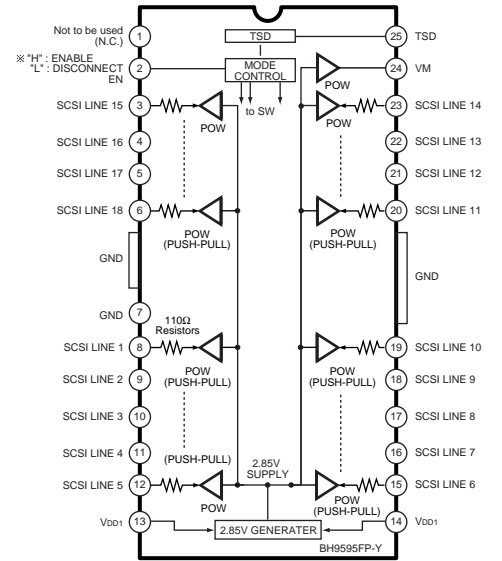 Not to be used
(N.C.)
1
TSD
25
TSD
※ "H" : ENABLE
"L" : DISCONNECT
EN
2
MODE
CONTROL
24
VM
POW
to SW
SCSI LINE 15
3
POW
POW
23
SCSI LINE 14
SCSI LINE 16
4
22
SCSI LINE 13
SCSI LINE 17
5
21
SCSI LINE 12
SCSI LINE 18
6
20
SCSI LINE 11
POW
(PUSH-PULL)
POW
(PUSH-PULL)
GND
GND
GND
7
110Ω
Resistors
SCSI LINE 1
8
19
SCSI LINE 10
POW
(PUSH-PULL)
POW
(PUSH-PULL)
SCSI LINE 2
9
18
SCSI LINE 9
SCSI LINE 3
10
17
SCSI LINE 8
SCSI LINE 4
11
16
SCSI LINE 7
(PUSH-PULL)
2.85V
SUPPLY
SCSI LINE 5
12
15
SCSI LINE 6
POW
POW
(PUSH-PULL)
VDD1
13
2.85V GENERATER
14
VDD1
BH9595FP-Y